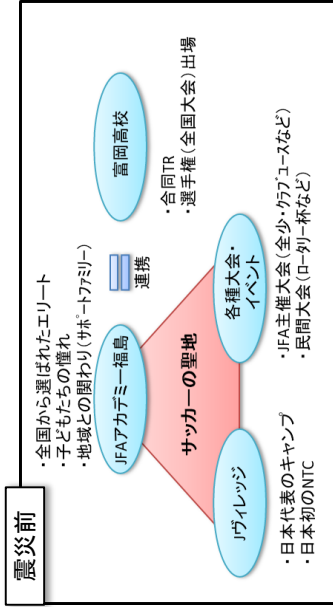 震災前
・全国から選ばれたエリート
・子どもたちの憧れ
・地域との関わり（サポートファミリー）
JFAアカデミー福島
連携
富岡高校
・合同TR
・選手権（全国大会）出場
サッカーの聖地
Jヴィレッジ
・日本代表のキャンプ
・日本初のNTC
各種大会・
イベント
・JFA主催大会（全少・クラブユースなど）
・民間大会（ロータリー杯など）